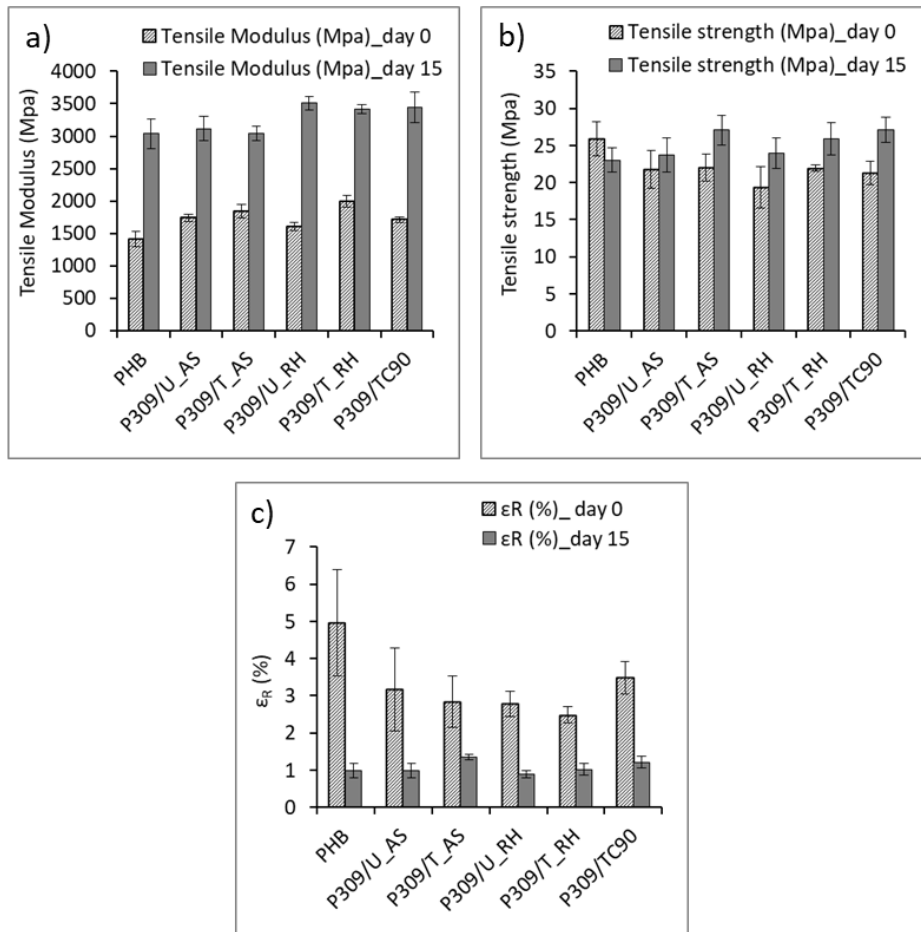 a)
Tensile Modulus (Mpa)_day 0
Tensile Modulus (Mpa)_day 15
Tensile Modulus (Mpa)
4000
3500
3000
2500
2000
1500
1000
500
0
PHB
P309/U_AS
P309/T_AS
P309/U_RH
P309/T_RH
P309/TC90
b)
Tensile strength (Mpa)_day 0
Tensile strength (Mpa)_day 15
Tensile strength (Mpa)
35
30
25
20
15
10
5
0
PHB
P309/U_AS
P309/T_AS
P309/U_RH
P309/T_RH
P309/TC90
c)
εR (%)_ day 0
εR (%)_day 15
εR (%)
7
6
5
4
3
2
1
0
PHB
P309/U_AS
P309/T_AS
P309/U_RH
P309/T_RH
P309/TC90